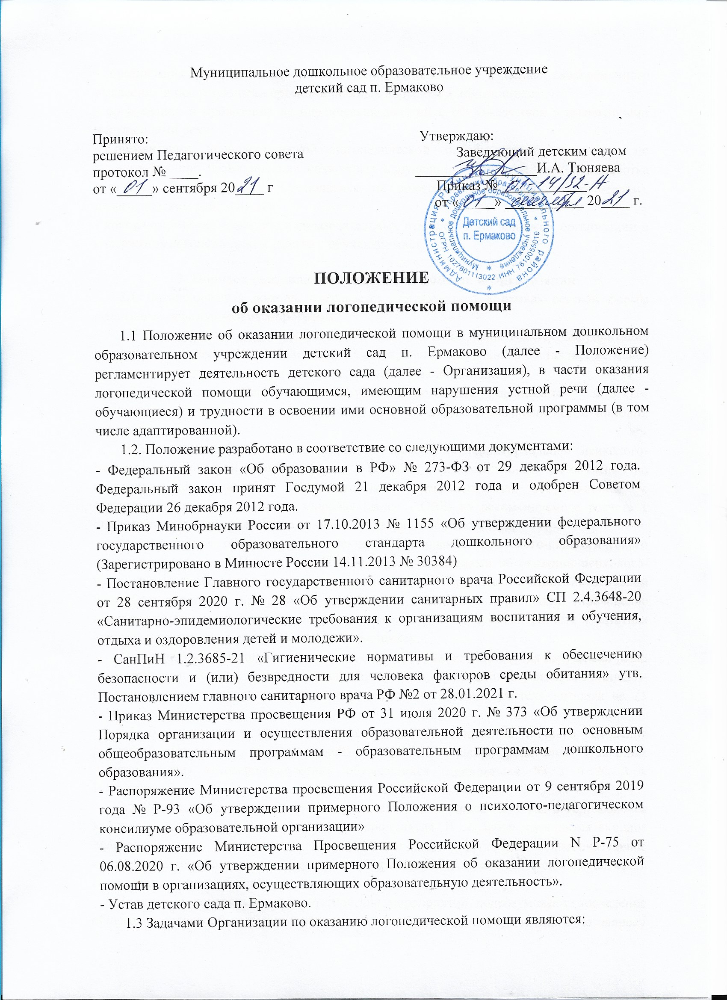 Муниципальное дошкольное образовательное учреждение
детский сад п. Ермаково
Принято:
решением Педагогического совета
протокол № ____.
от «01» сентября 2021 г
Утверждаю:
Заведующий детским садом
И.А. Тюняева
Приказ № 01-14/32-Н
от «01» сентября 2021 г.
Администрация Рыбинского муниципального района
Управление образования
ОГРН 1027601113022 ИНН 7610055010
Муниципальное дошкольное образовательное учреждение
Детский сад
п. Ермаково
ПОЛОЖЕНИЕ
об оказании логопедической помощи
1.1 Положение об оказании логопедической помощи в муниципальном дошкольном
образовательном учреждении детский сад п. Ермаково (далее - Положение)
регламентирует деятельность детского сада (далее - Организация), в части оказания
логопедической помощи обучающимся, имеющим нарушения устной речи (далее -
обучающиеся) и трудности в освоении ими основной образовательной программы (в том
числе адаптированной).
1.2. Положение разработано в соответствие со следующими документами:
- Федеральный закон «Об образовании в РФ» № 273-ФЗ от 29 декабря 2012 года.
Федеральный закон принят Госдумой 21 декабря 2012 года и одобрен Советом
Федерации 26 декабря 2012 года.
- Приказ Минобрнауки России от 17.10.2013 № 1155 «Об утверждении федерального
государственного образовательного стандарта дошкольного образования»
(Зарегистрировано в Минюсте России 14.11.2013 № 30384)
- Постановление Главного государственного санитарного врача Российской Федерации
от 28 сентября 2020 г. № 28 «Об утверждении санитарных правил» СП 2.4.3648-20
«Санитарно-эпидемиологические требования к организациям воспитания и обучения,
отдыха и оздоровления детей и молодежи».
- СанПиН 1.2.3685-21 «Гигиенические нормативы и требования к обеспечению
безопасности и (или) безвредности для человека факторов среды обитания» утв.
Постановлением главного санитарного врача РФ №2 от 28.01.2021 г.
- Приказ Министерства просвещения РФ от 31 июля 2020 г. № 373 «Об утверждении
Порядка организации и осуществления образовательной деятельности по основным
общеобразовательным программам - образовательным программам дошкольного
образования».
- Распоряжение Министерства просвещения Российской Федерации от 9 сентября 2019
года № Р-93 «Об утверждении примерного Положения о психолого-педагогическом
консилиуме образовательной организации»
- Распоряжение Министерства Просвещения Российской Федерации N Р-75 от
06.08.2020 г. «Об утверждении примерного Положения об оказании логопедической
помощи в организациях, осуществляющих образовательную деятельность».
- Устав детского сада п. Ермаково.
1.3 Задачами Организации по оказанию логопедической помощи являются: